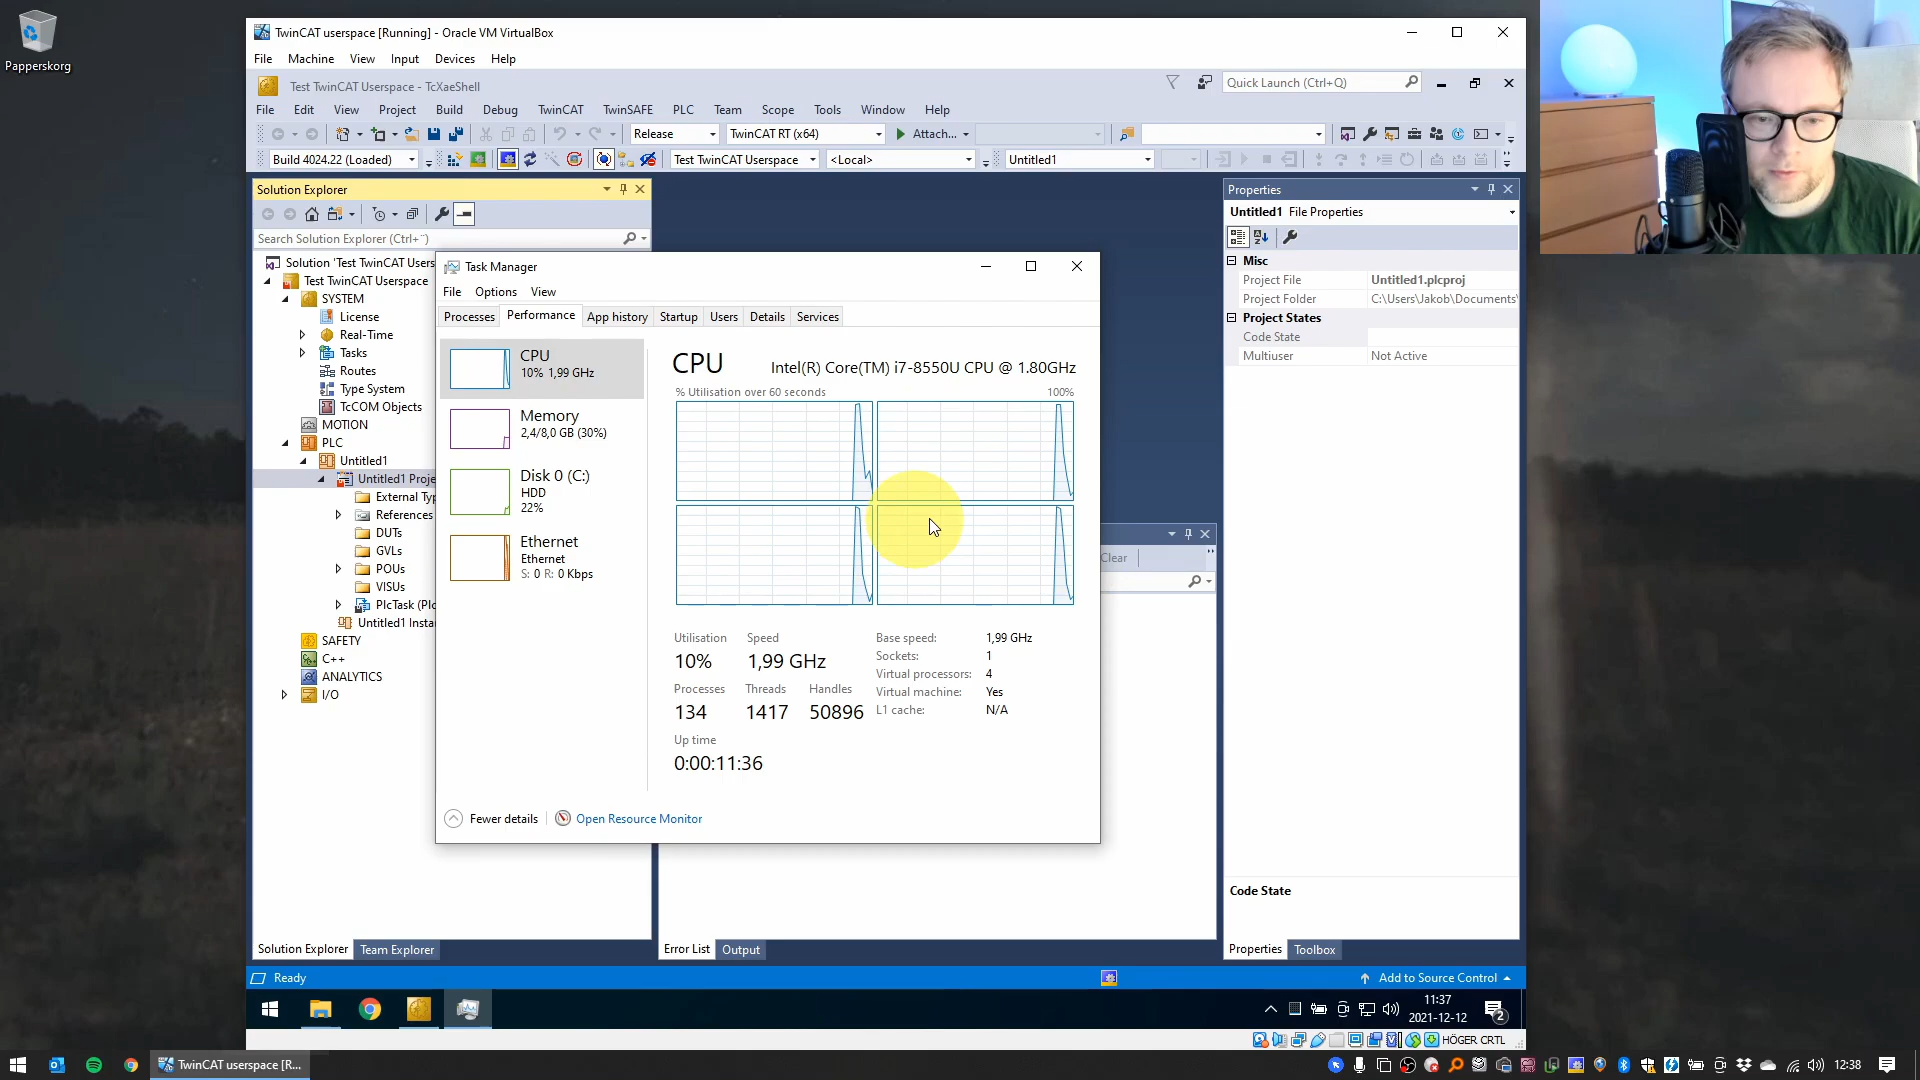 Papperskorg
TwinCAT userspace [Running] - Oracle VM VirtualBox
File Machine View Input Devices Help
Test TwinCAT Userspace - TcXaeShell
Quick Launch (Ctrl+Q)
File Edit View Project Build Debug TwinCAT TwinSAFE PLC Team Scope Tools Window Help
Release TwinCAT RT (x64) Attach...
Build 4024.22 (Loaded) Test TwinCAT Userspace <Local> Untitled1
Solution Explorer
Search Solution Explorer (Ctrl+¨)
Solution 'Test TwinCAT Users
Test TwinCAT Userspace
SYSTEM
License
Real-Time
Tasks
Routes
Type System
TcCOM Objects
MOTION
PLC
Untitled1
Untitled1 Proje
External Typ
References
DUTs
GVLs
POUs
VISUs
PlcTask (Plc
Untitled1 Insta
SAFETY
C++
ANALYTICS
I/O
Solution Explorer Team Explorer
Task Manager
File Options View
Processes Performance App history Startup Users Details Services
CPU
10% 1,99 GHz
Memory
2,4/8,0 GB (30%)
Disk 0 (C:)
HDD
22%
Ethernet
Ethernet
S: 0 R: 0 Kbps
CPU Intel(R) Core(TM) i7-8550U CPU @ 1.80GHz
% Utilisation over 60 seconds 100%
Utilisation Speed
10% 1,99 GHz
Processes Threads Handles
134 1417 50896
Up time
0:00:11:36
Base speed: 1,99 GHz
Sockets: 1
Virtual processors: 4
Virtual machine: Yes
L1 cache: N/A
Fewer details Open Resource Monitor
Clear
Error List Output
Properties
Untitled1 File Properties
Misc
Project File Untitled1.plcproj
Project Folder C:\Users\Jakob\Documents\
Project States
Code State
Multiuser Not Active
Code State
Properties Toolbox
Ready
Add to Source Control
11:37
2021-12-12
2
HÖGER CRTL
TwinCAT userspace [R...
12:38